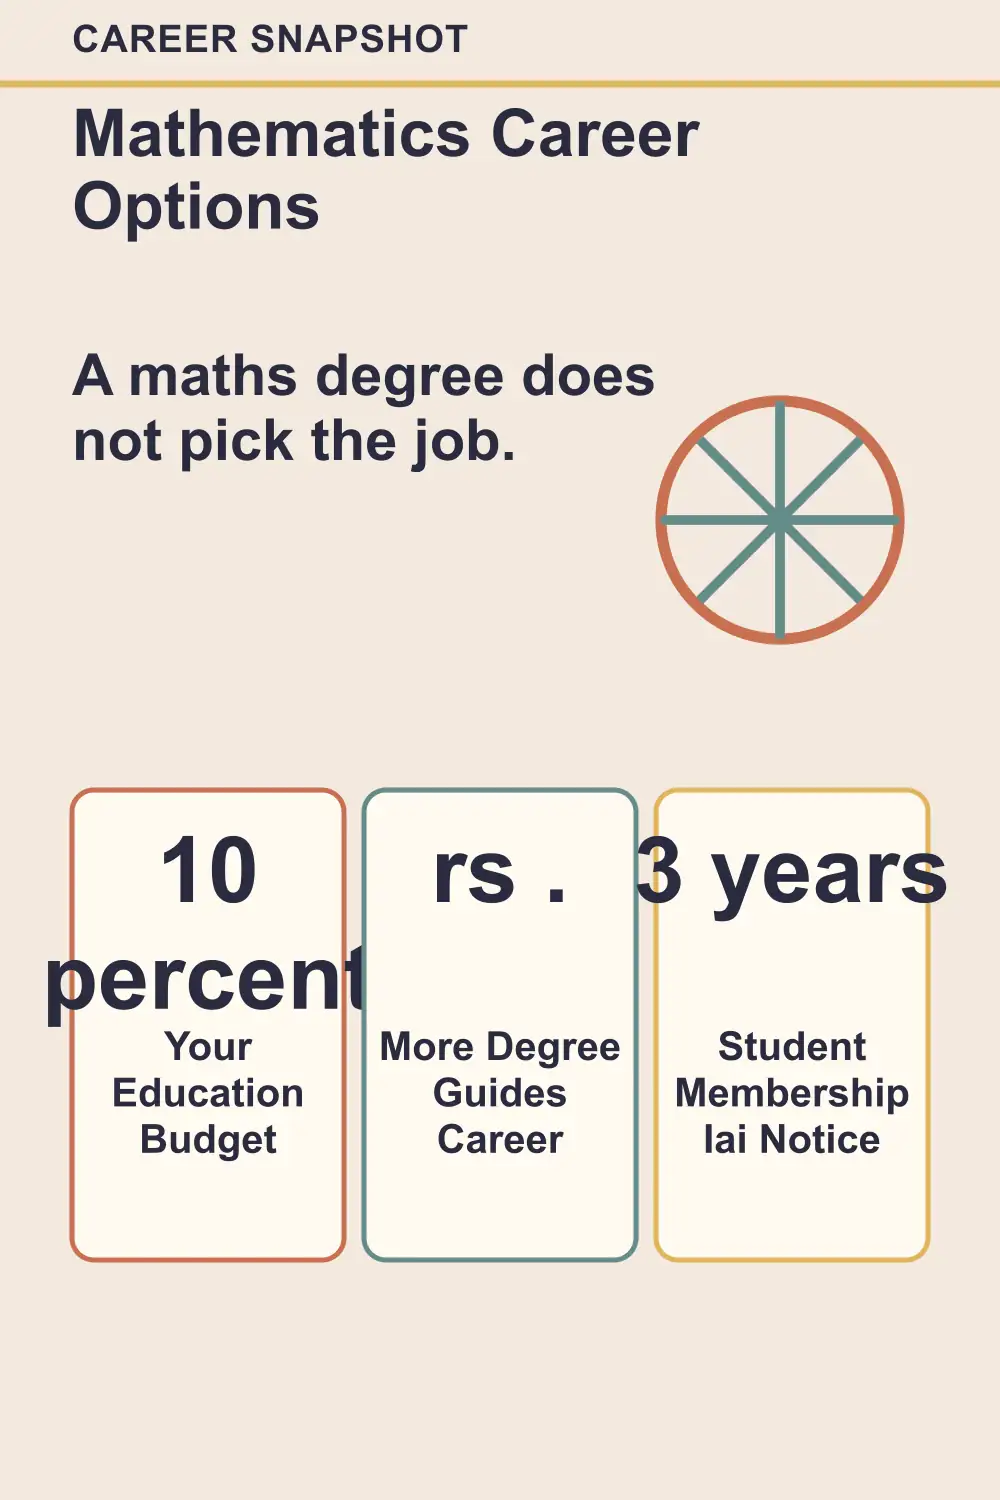 CAREER SNAPSHOT
Mathematics Career
Options
A maths degree does
not pick the job.
10
percent
Your
Education
Budget
rs .
More Degree
Guides
Career
3 years
Student
Membership
Iai Notice